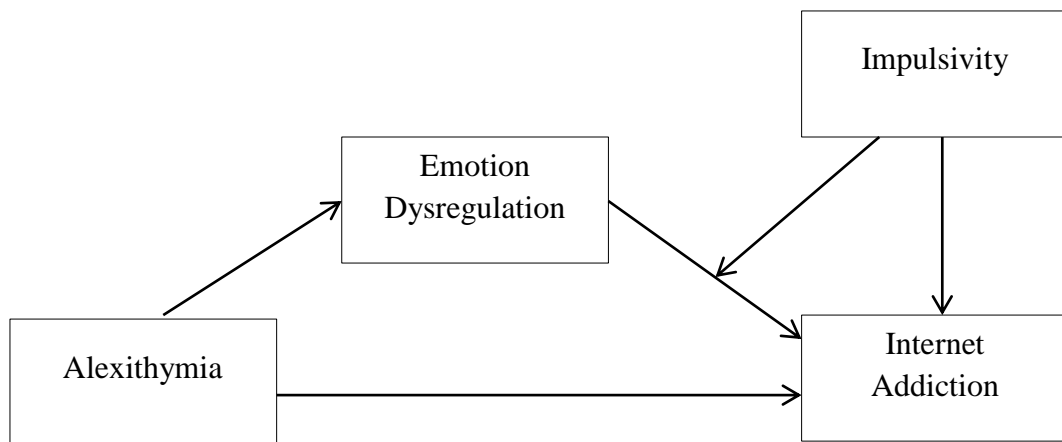 Impulsivity
Emotion
Dysregulation
Alexithymia
Internet
Addiction